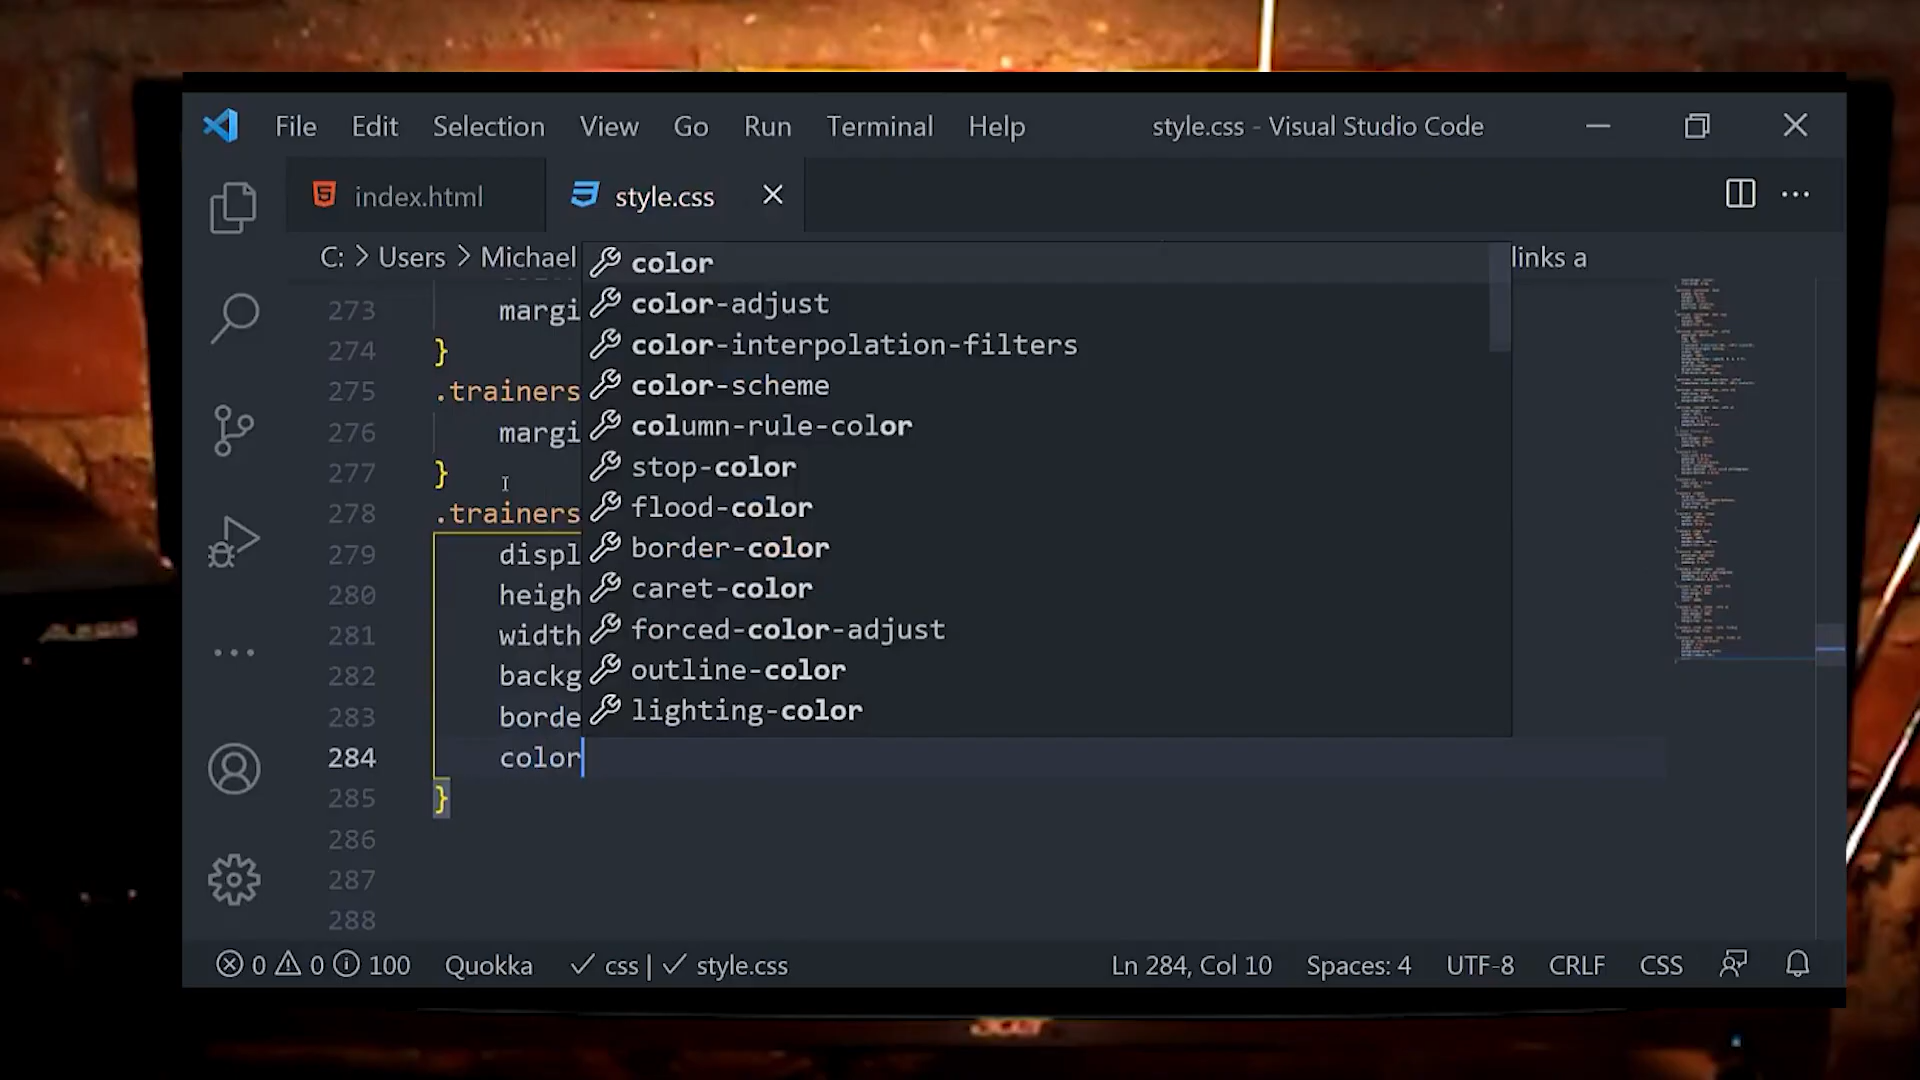 File Edit Selection View Go Run Terminal Help style.css - Visual Studio Code
index.html style.css
C: > Users > Michael links a
color
color-adjust
color-interpolation-filters
color-scheme
column-rule-color
stop-color
flood-color
border-color
caret-color
forced-color-adjust
outline-color
lighting-color
273 margi
274 }
275 .trainers
276 margi
277 }
278 .trainers
279 displ
280 heigh
281 width
282 backg
283 borde
284 color
285 }
286
287
288
0 0 100 Quokka css | style.css Ln 284, Col 10 Spaces: 4 UTF-8 CRLF CSS
acer